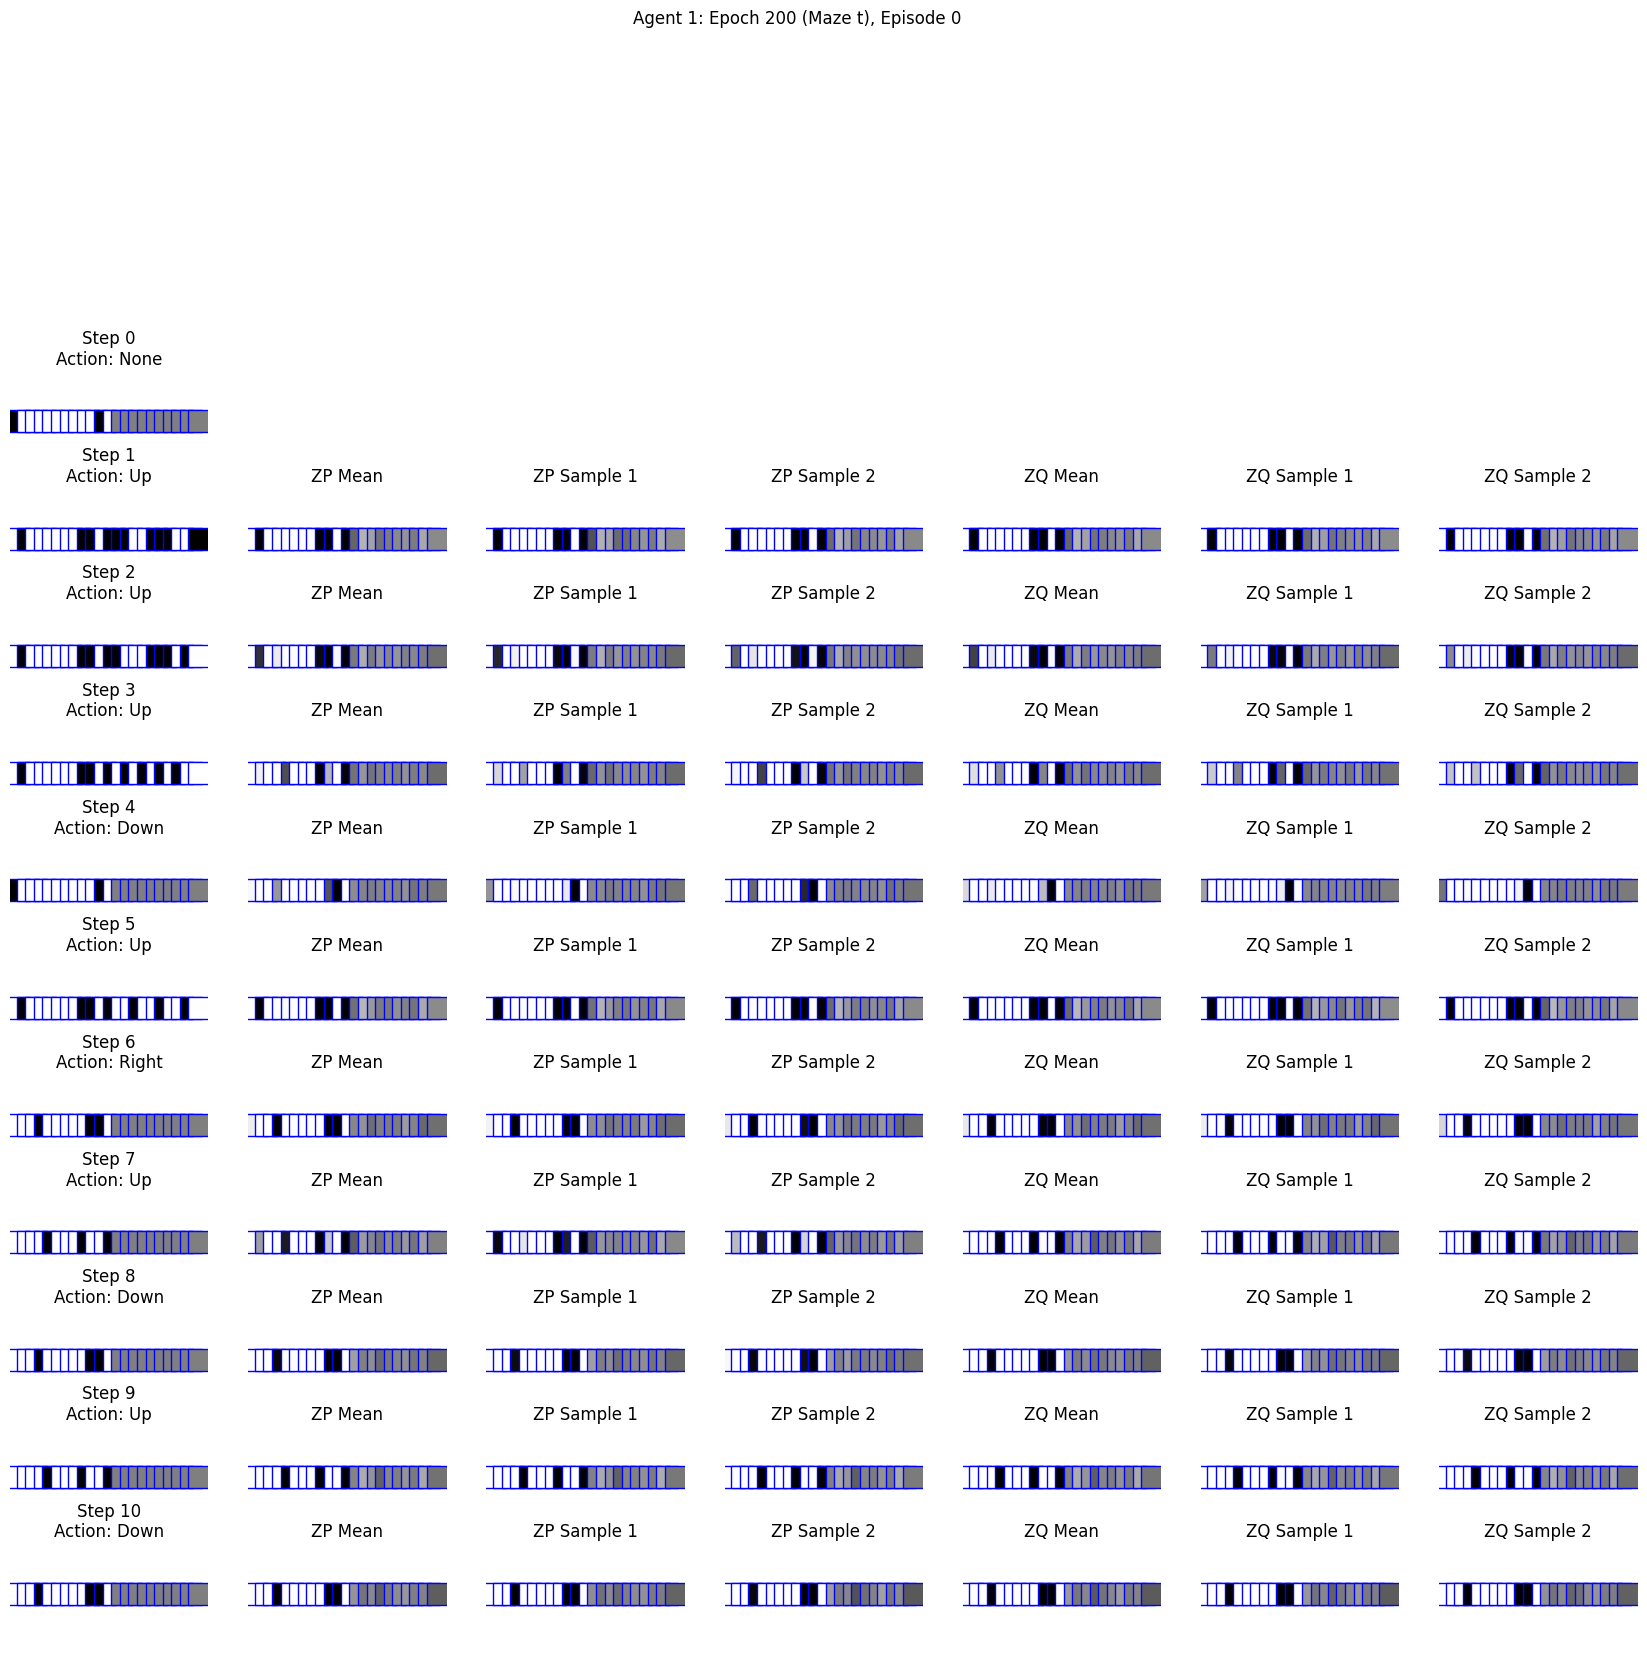 Agent 1: Epoch 200 (Maze t), Episode 0
Step 0
Action: None
Step 1
Action: Up
ZP Mean
ZP Sample 1
ZP Sample 2
ZQ Mean
ZQ Sample 1
ZQ Sample 2
Step 2
Action: Up
ZP Mean
ZP Sample 1
ZP Sample 2
ZQ Mean
ZQ Sample 1
ZQ Sample 2
Step 3
Action: Up
ZP Mean
ZP Sample 1
ZP Sample 2
ZQ Mean
ZQ Sample 1
ZQ Sample 2
Step 4
Action: Down
ZP Mean
ZP Sample 1
ZP Sample 2
ZQ Mean
ZQ Sample 1
ZQ Sample 2
Step 5
Action: Up
ZP Mean
ZP Sample 1
ZP Sample 2
ZQ Mean
ZQ Sample 1
ZQ Sample 2
Step 6
Action: Right
ZP Mean
ZP Sample 1
ZP Sample 2
ZQ Mean
ZQ Sample 1
ZQ Sample 2
Step 7
Action: Up
ZP Mean
ZP Sample 1
ZP Sample 2
ZQ Mean
ZQ Sample 1
ZQ Sample 2
Step 8
Action: Down
ZP Mean
ZP Sample 1
ZP Sample 2
ZQ Mean
ZQ Sample 1
ZQ Sample 2
Step 9
Action: Up
ZP Mean
ZP Sample 1
ZP Sample 2
ZQ Mean
ZQ Sample 1
ZQ Sample 2
Step 10
Action: Down
ZP Mean
ZP Sample 1
ZP Sample 2
ZQ Mean
ZQ Sample 1
ZQ Sample 2